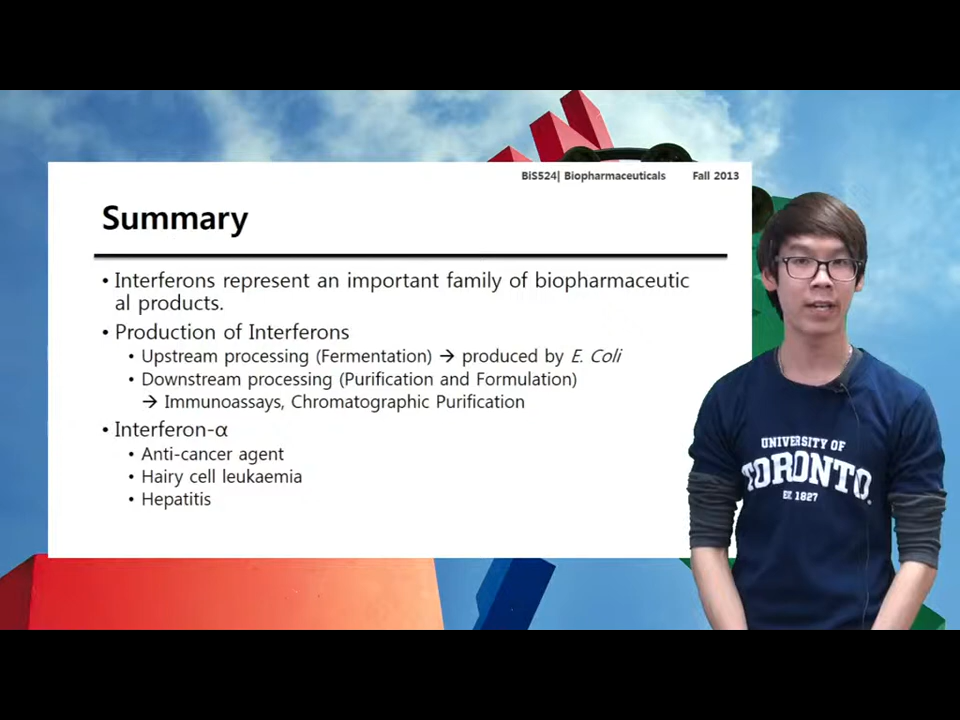 BiS524| Biopharmaceuticals Fall 2013
Summary
• Interferons represent an important family of biopharmaceutic
al products.
• Production of Interferons
• Upstream processing (Fermentation) → produced by E. Coli
• Downstream processing (Purification and Formulation)
→ Immunoassays, Chromatographic Purification
• Interferon-α
• Anti-cancer agent
• Hairy cell leukaemia
• Hepatitis
UNIVERSITY OF
TORONTO
EST. 1827